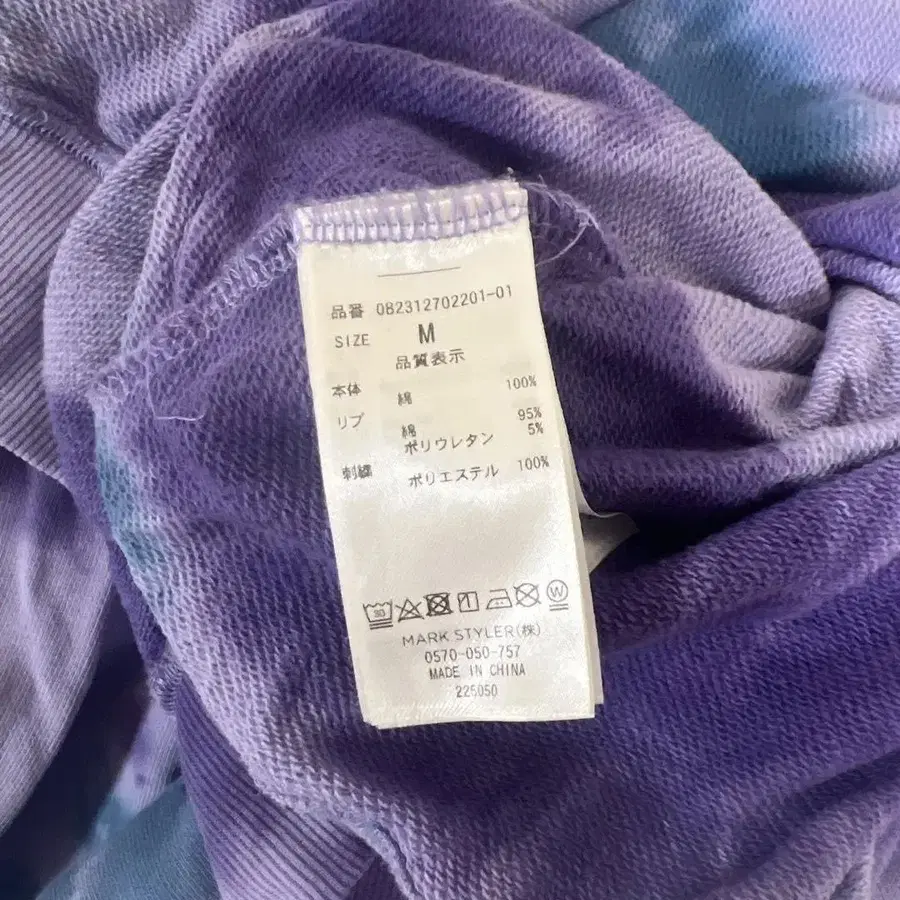 品番 082312702201-01
SIZE M
品質表示
本体 綿 100%
リブ 綿 95%
ポリウレタン 5%
刺繍 ポリエステル 100%
30 W
MARK STYLER(株)
0570-050-757
MADE IN CHINA
226050